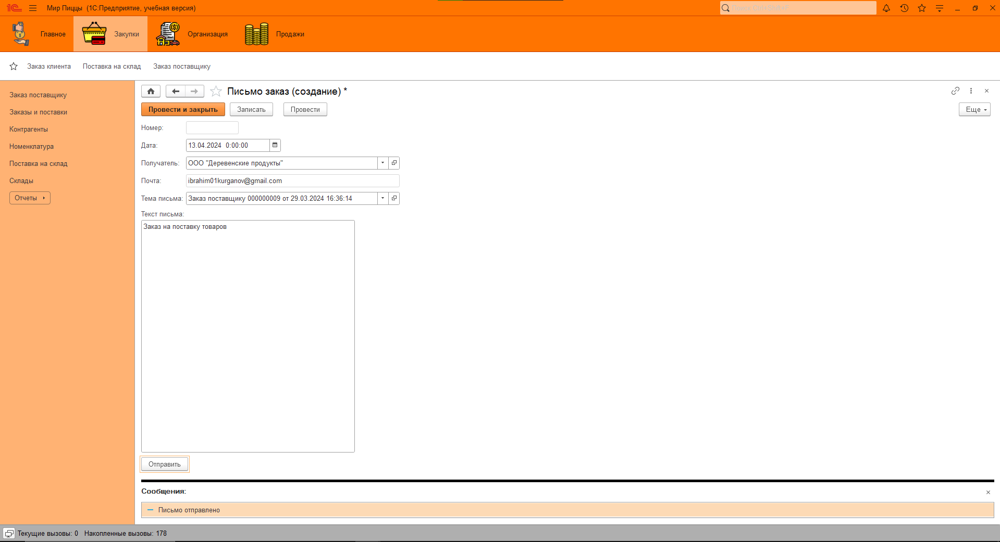 1С Мир Пиццы (1С:Предприятие, учебная версия) Поиск Ctrl+Shift+F
Главное Закупки Организация Продажи
Заказ клиента Поставка на склад Заказ поставщику
Заказ поставщику
Заказы и поставки
Контрагенты
Номенклатура
Поставка на склад
Склады
Отчеты
Письмо заказ (создание) *
Провести и закрыть Записать Провести Еще
Номер:
Дата: 13.04.2024 0:00:00
Получатель: ООО "Деревенские продукты"
Почта: ibrahim01kurganov@gmail.com
Тема письма: Заказ поставщику 000000009 от 29.03.2024 16:36:14
Текст письма:
Заказ на поставку товаров
Отправить
Сообщения:
Письмо отправлено
Текущие вызовы: 0 Накопленные вызовы: 178